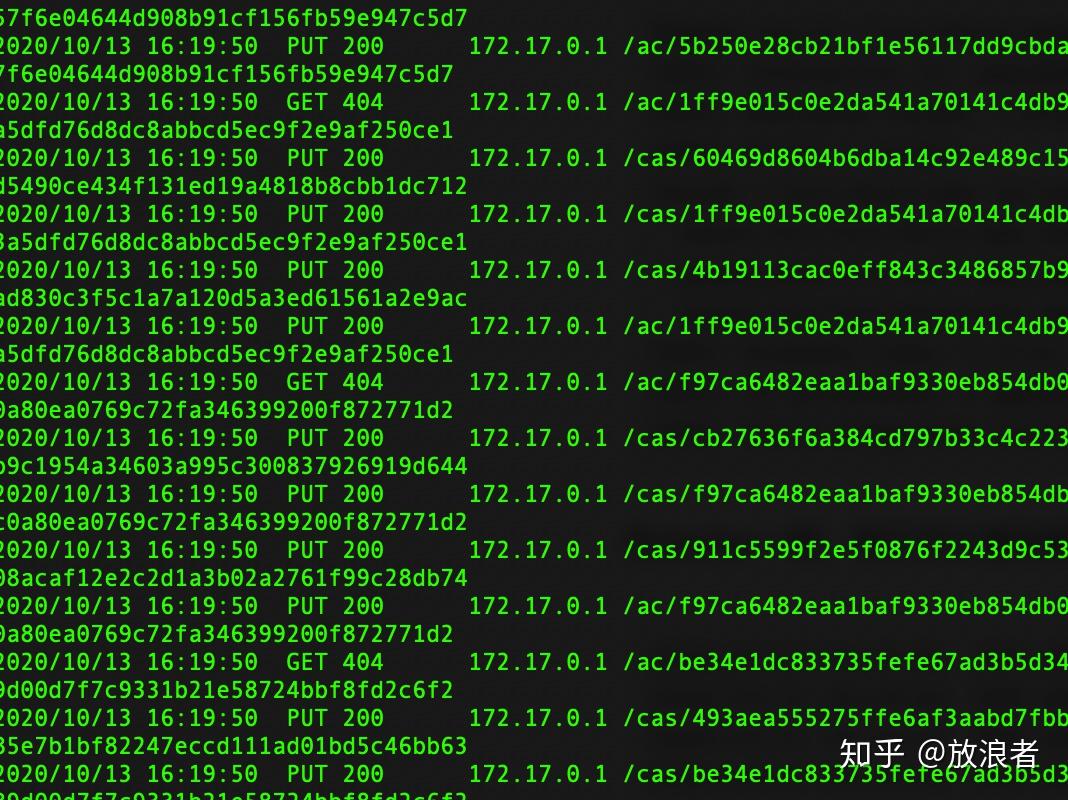 57f6e04644d908b91cf156fb59e947c5d7
2020/10/13 16:19:50 PUT 200 172.17.0.1 /ac/5b250e28cb21bf1e56117dd9cbda
7f6e04644d908b91cf156fb59e947c5d7
2020/10/13 16:19:50 GET 404 172.17.0.1 /ac/1ff9e015c0e2da541a70141c4db9
a5dfd76d8dc8abbcd5ec9f2e9af250ce1
2020/10/13 16:19:50 PUT 200 172.17.0.1 /cas/60469d8604b6dba14c92e489c15
d5490ce434f131ed19a4818b8cbb1dc712
2020/10/13 16:19:50 PUT 200 172.17.0.1 /cas/1ff9e015c0e2da541a70141c4db
3a5dfd76d8dc8abbcd5ec9f2e9af250ce1
2020/10/13 16:19:50 PUT 200 172.17.0.1 /cas/4b19113cac0eff843c3486857b9
ad830c3f5c1a7a120d5a3ed61561a2e9ac
2020/10/13 16:19:50 PUT 200 172.17.0.1 /ac/1ff9e015c0e2da541a70141c4db9
a5dfd76d8dc8abbcd5ec9f2e9af250ce1
2020/10/13 16:19:50 GET 404 172.17.0.1 /ac/f97ca6482eaa1baf9330eb854db0
0a80ea0769c72fa346399200f872771d2
2020/10/13 16:19:50 PUT 200 172.17.0.1 /cas/cb27636f6a384cd797b33c4c223
b9c1954a34603a995c300837926919d644
2020/10/13 16:19:50 PUT 200 172.17.0.1 /cas/f97ca6482eaa1baf9330eb854db
c0a80ea0769c72fa346399200f872771d2
2020/10/13 16:19:50 PUT 200 172.17.0.1 /cas/911c5599f2e5f0876f2243d9c53
08acaf12e2c2d1a3b02a2761f99c28db74
2020/10/13 16:19:50 PUT 200 172.17.0.1 /ac/f97ca6482eaa1baf9330eb854db0
0a80ea0769c72fa346399200f872771d2
2020/10/13 16:19:50 GET 404 172.17.0.1 /ac/be34e1dc833735fefe67ad3b5d34
9d00d7f7c9331b21e58724bbf8fd2c6f2
2020/10/13 16:19:50 PUT 200 172.17.0.1 /cas/493aea555275ffe6af3aabd7fbb
35e7b1bf82247eccd111ad01bd5c46bb63
知乎 @放浪者
2020/10/13 16:19:50 PUT 200 172.17.0.1 /cas/be34e1dc833735fefe67ad3b5d3